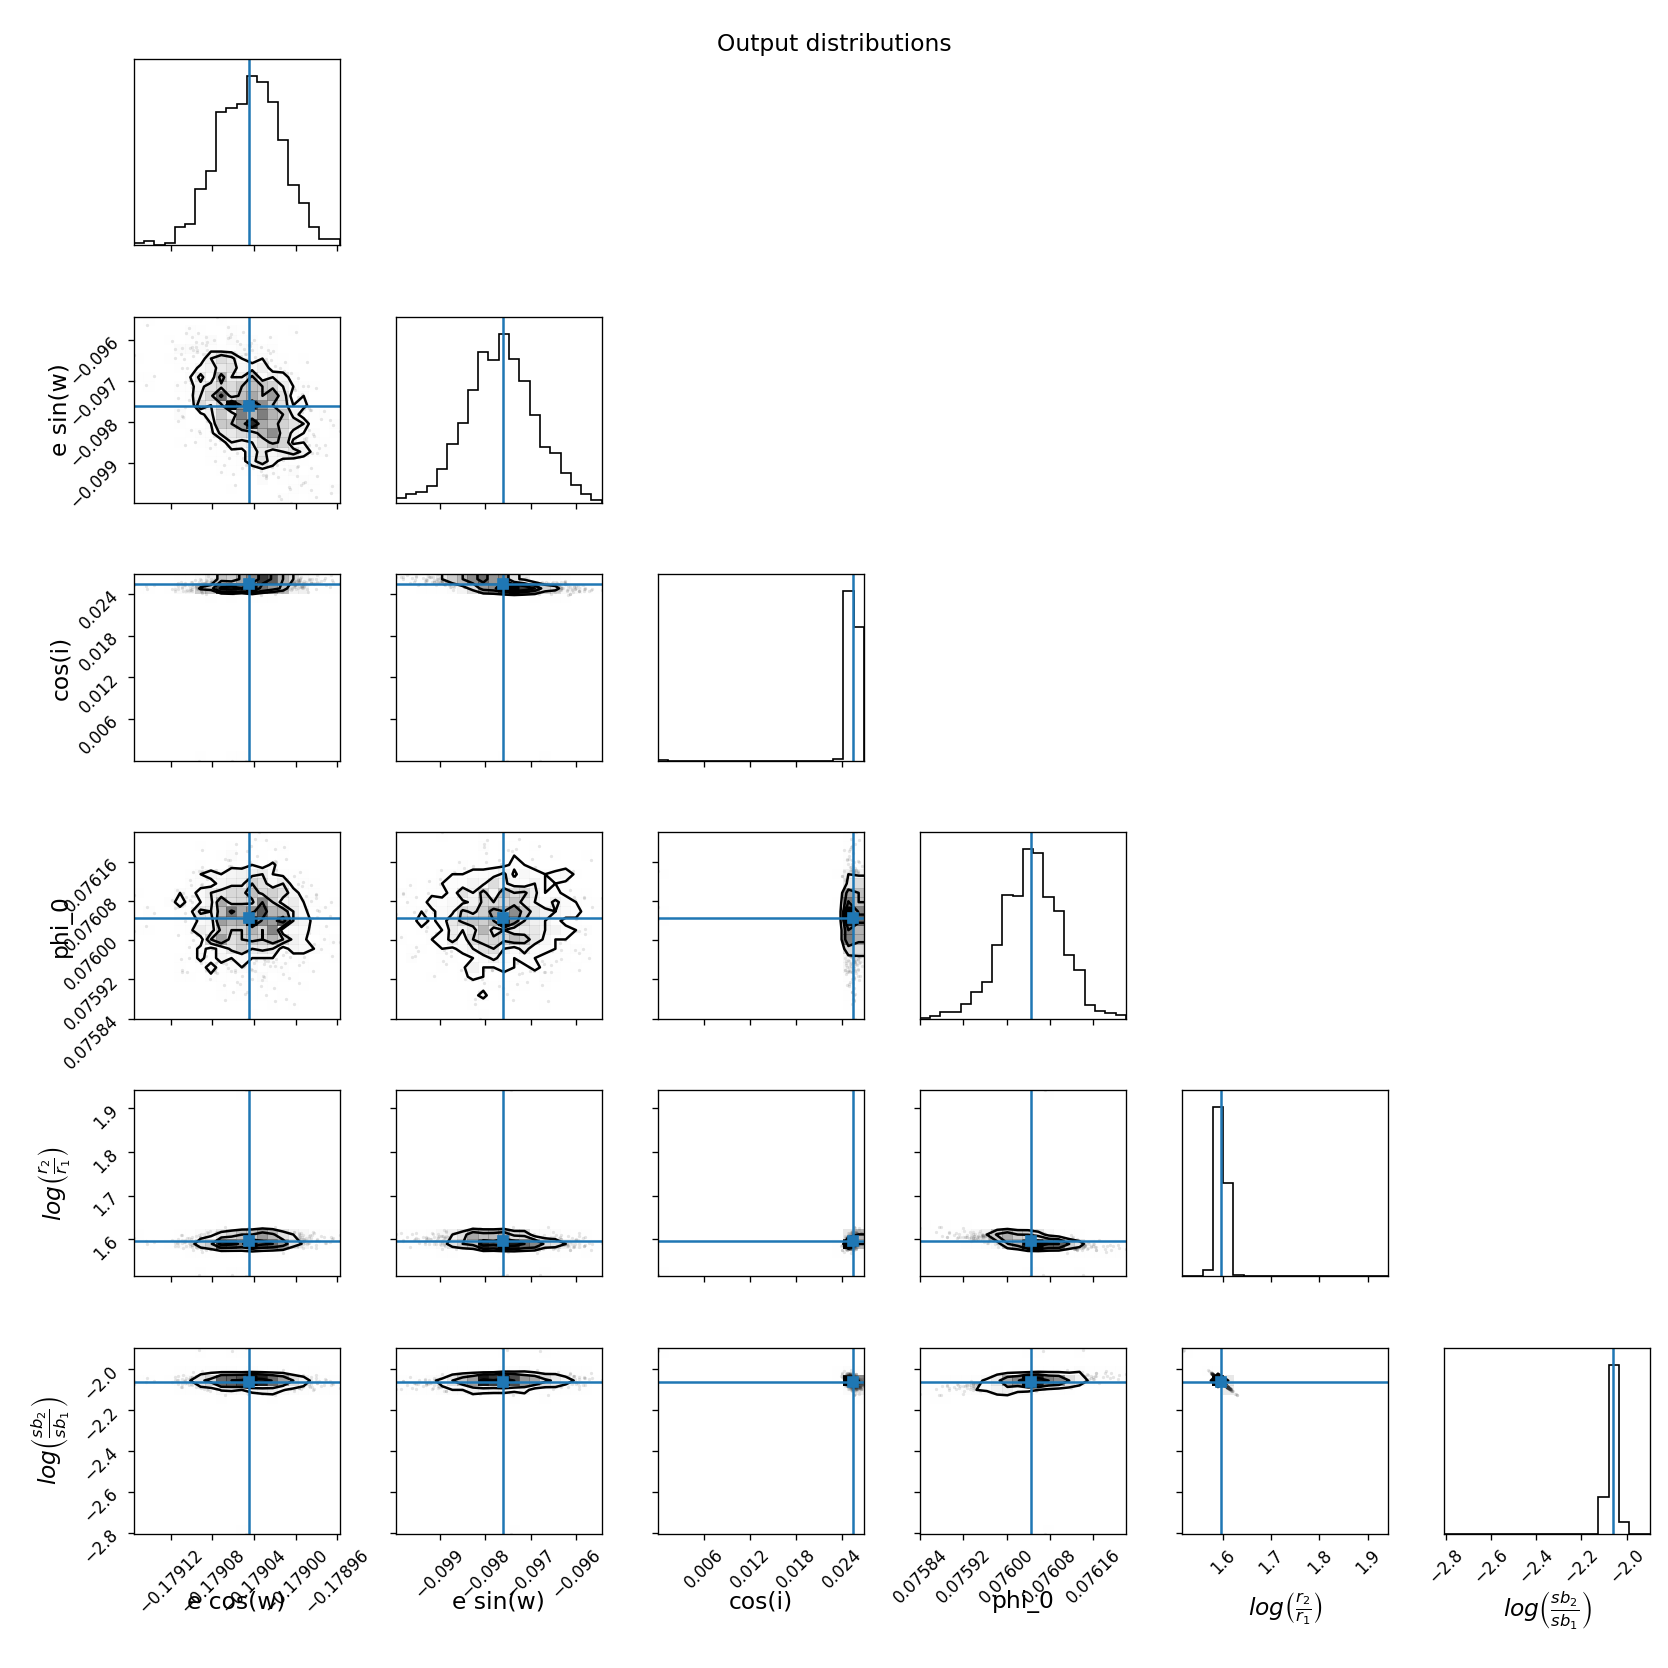 Output distributions
e sin(w)
−0.096
−0.097
−0.098
−0.099
cos(i)
0.024
0.018
0.012
0.006
phi_0
0.07616
0.07608
0.07600
0.07592
0.07584
log(r₂/r₁)
1.9
1.8
1.7
1.6
log(sb₂/sb₁)
−2.0
−2.2
−2.4
−2.6
−2.8
−0.17912 −0.17908 −0.17904 −0.17900 −0.17896
−0.099 −0.098 −0.097 −0.096
0.006 0.012 0.018 0.024
0.07584 0.07592 0.07600 0.07608 0.07616
1.6 1.7 1.8 1.9
−2.8 −2.6 −2.4 −2.2 −2.0
e cos(w)
e sin(w)
cos(i)
phi_0
log(r₂/r₁)
log(sb₂/sb₁)